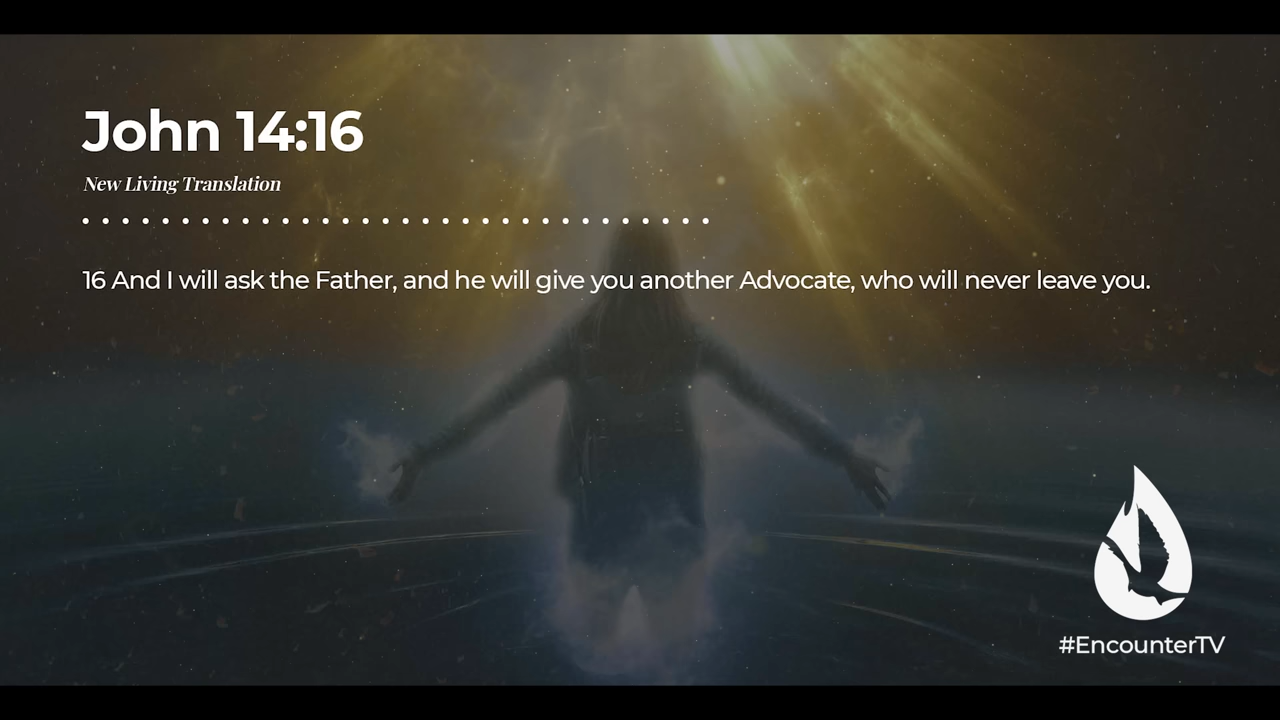 John 14:16
New Living Translation
16 And I will ask the Father, and he will give you another Advocate, who will never leave you.
#EncounterTV